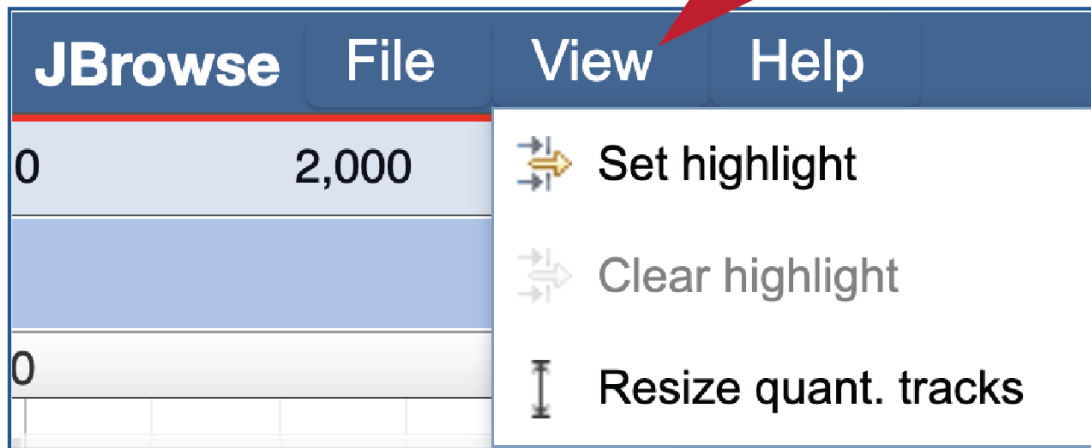 JBrowse File View Help
0 2,000
Set highlight
Clear highlight
0
Resize quant. tracks